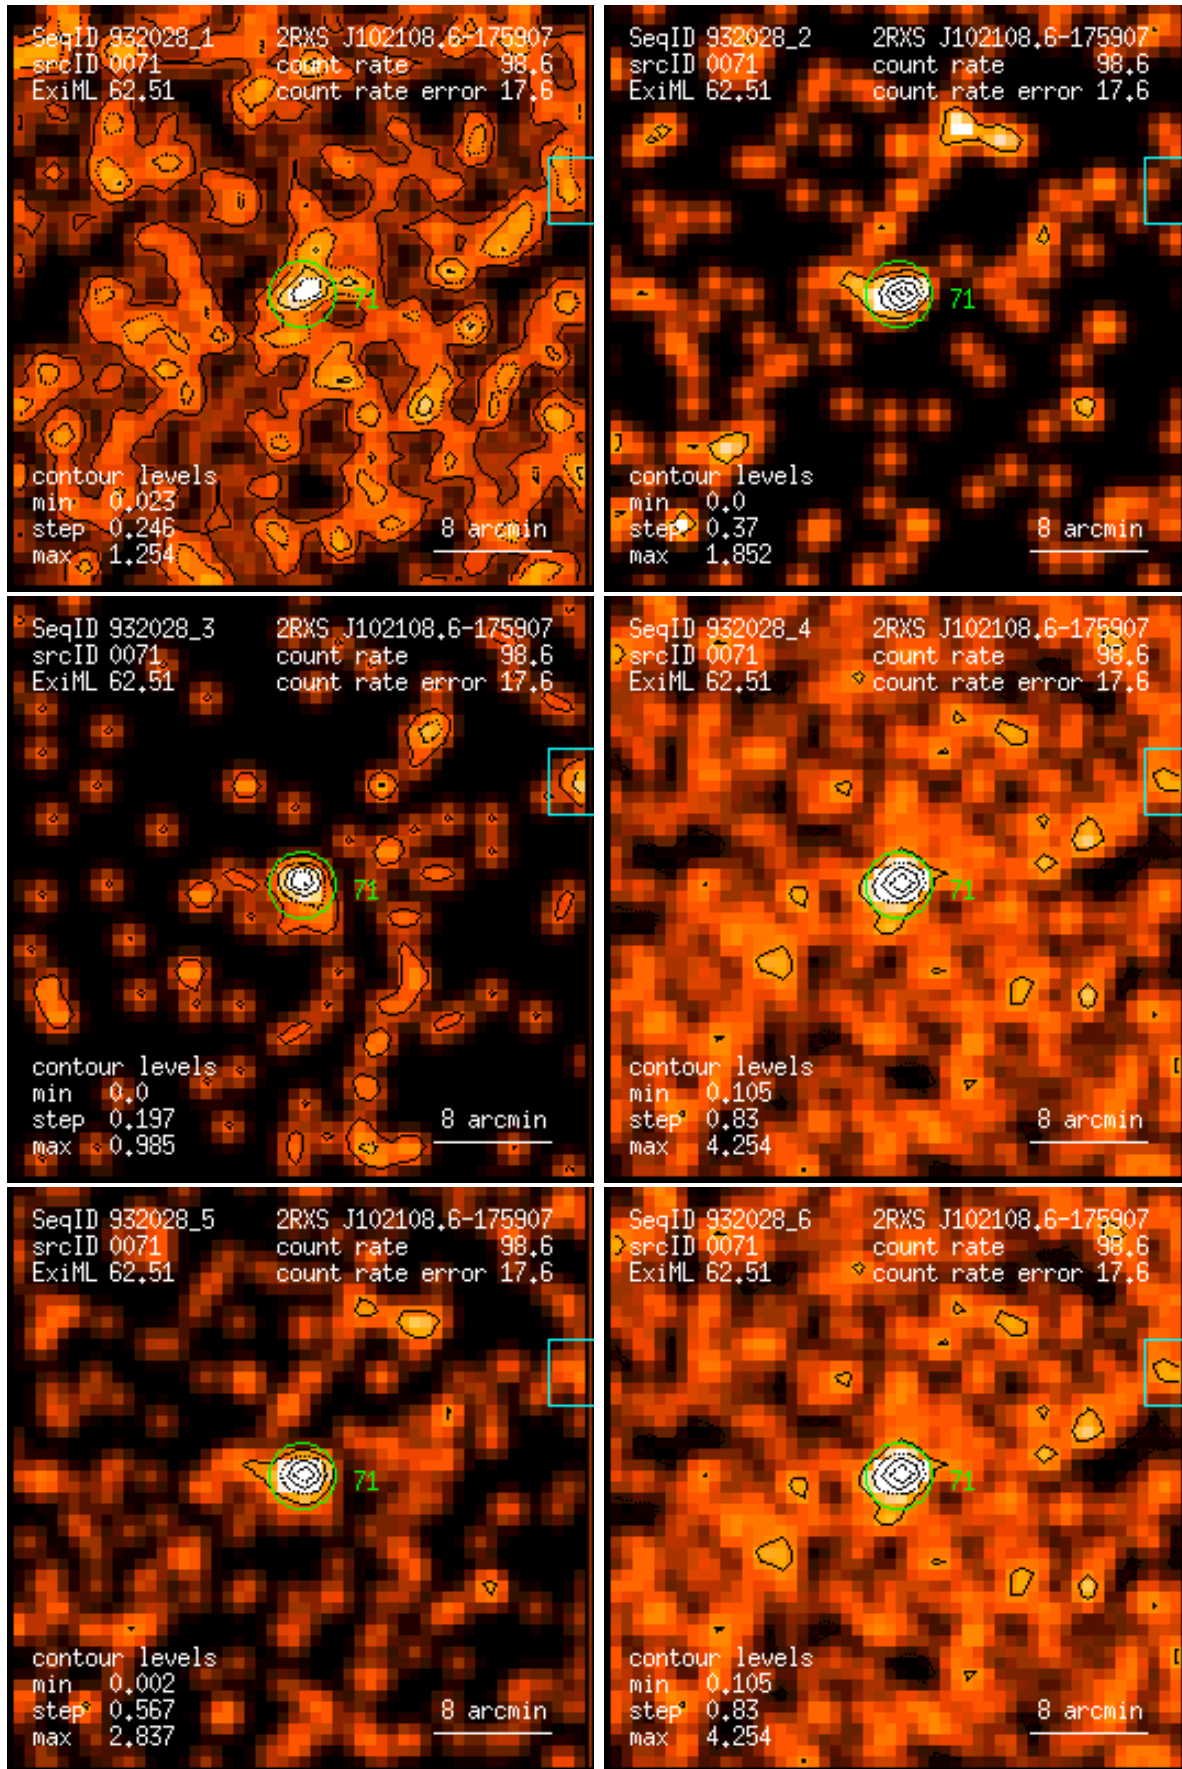 SeqID 932028_1 2RXS J102108.6-175907
srcID 0071 count rate 98.6
ExiML 62.51 count rate error 17.6
71
contour levels
min 0.023
step 0.246 8 arcmin
max 1.254
SeqID 932028_2 2RXS J102108.6-175907
srcID 0071 count rate 98.6
ExiML 62.51 count rate error 17.6
71
contour levels
min 0.0
step 0.37 8 arcmin
max 1.852
SeqID 932028_3 2RXS J102108.6-175907
srcID 0071 count rate 98.6
ExiML 62.51 count rate error 17.6
71
contour levels
min 0.0
step 0.197 8 arcmin
max 0.985
SeqID 932028_4 2RXS J102108.6-175907
srcID 0071 count rate 98.6
ExiML 62.51 count rate error 17.6
71
contour levels
min 0.105
step 0.83 8 arcmin
max 4.254
SeqID 932028_5 2RXS J102108.6-175907
srcID 0071 count rate 98.6
ExiML 62.51 count rate error 17.6
71
contour levels
min 0.002
step 0.567 8 arcmin
max 2.837
SeqID 932028_6 2RXS J102108.6-175907
srcID 0071 count rate 98.6
ExiML 62.51 count rate error 17.6
71
contour levels
min 0.105
step 0.83 8 arcmin
max 4.254